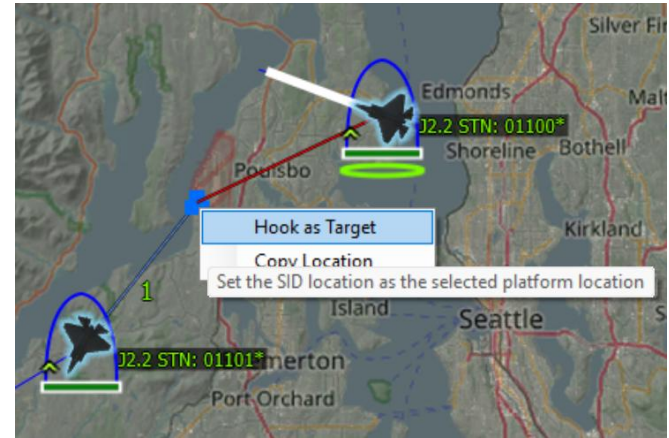 Silver Fir
Edmonds
Malt
J2.2 STN: 01100*
Shoreline
Bothell
Poulsbo
Hook as Target
Kirkland
Copy Location
Set the SID location as the selected platform location
1
Island
Seattle
S
J2.2 STN: 01101*
merton
Port Orchard